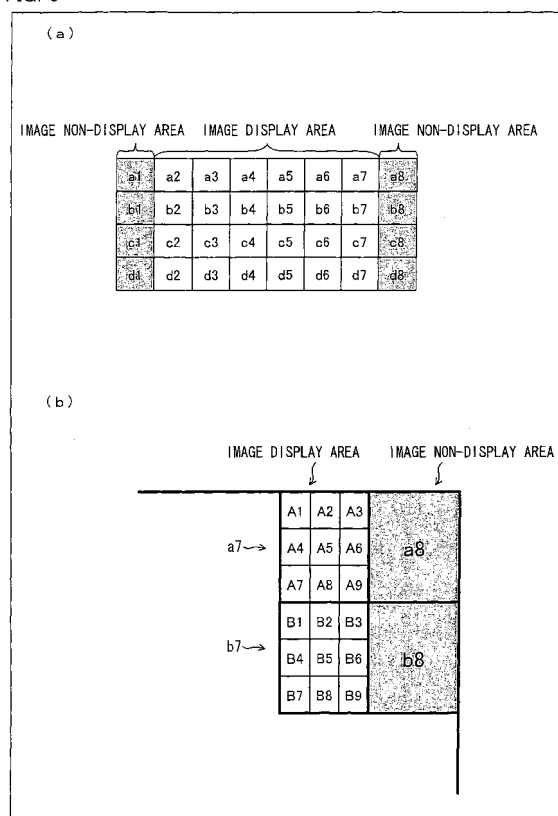 (a)
IMAGE NON-DISPLAY AREA IMAGE DISPLAY AREA IMAGE NON-DISPLAY AREA
a1 a2 a3 a4 a5 a6 a7 a8
b1 b2 b3 b4 b5 b6 b7 b8
c1 c2 c3 c4 c5 c6 c7 c8
d1 d2 d3 d4 d5 d6 d7 d8
(b)
IMAGE DISPLAY AREA IMAGE NON-DISPLAY AREA
A1 A2 A3
a7 A4 A5 A6 a8
A7 A8 A9
B1 B2 B3
b7 B4 B5 B6 b8
B7 B8 B9